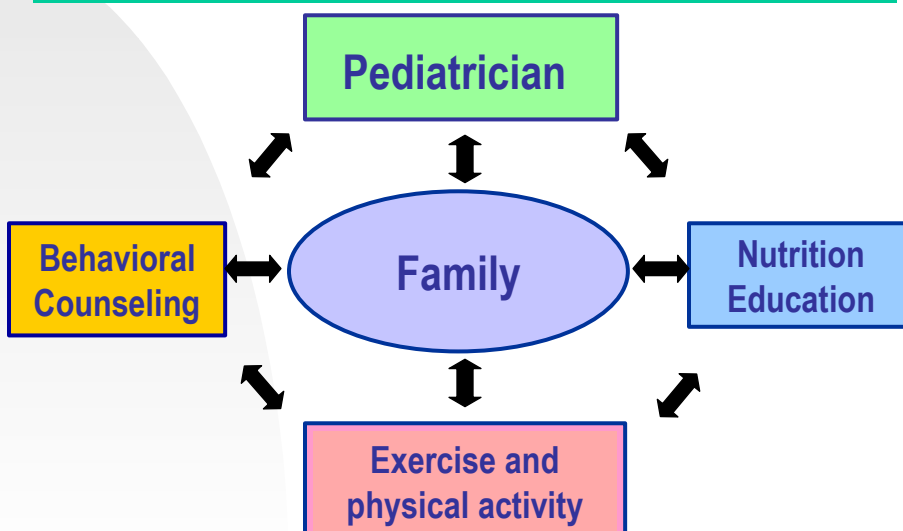 Pediatrician
Behavioral
Counseling
Family
Nutrition
Education
Exercise and
physical activity